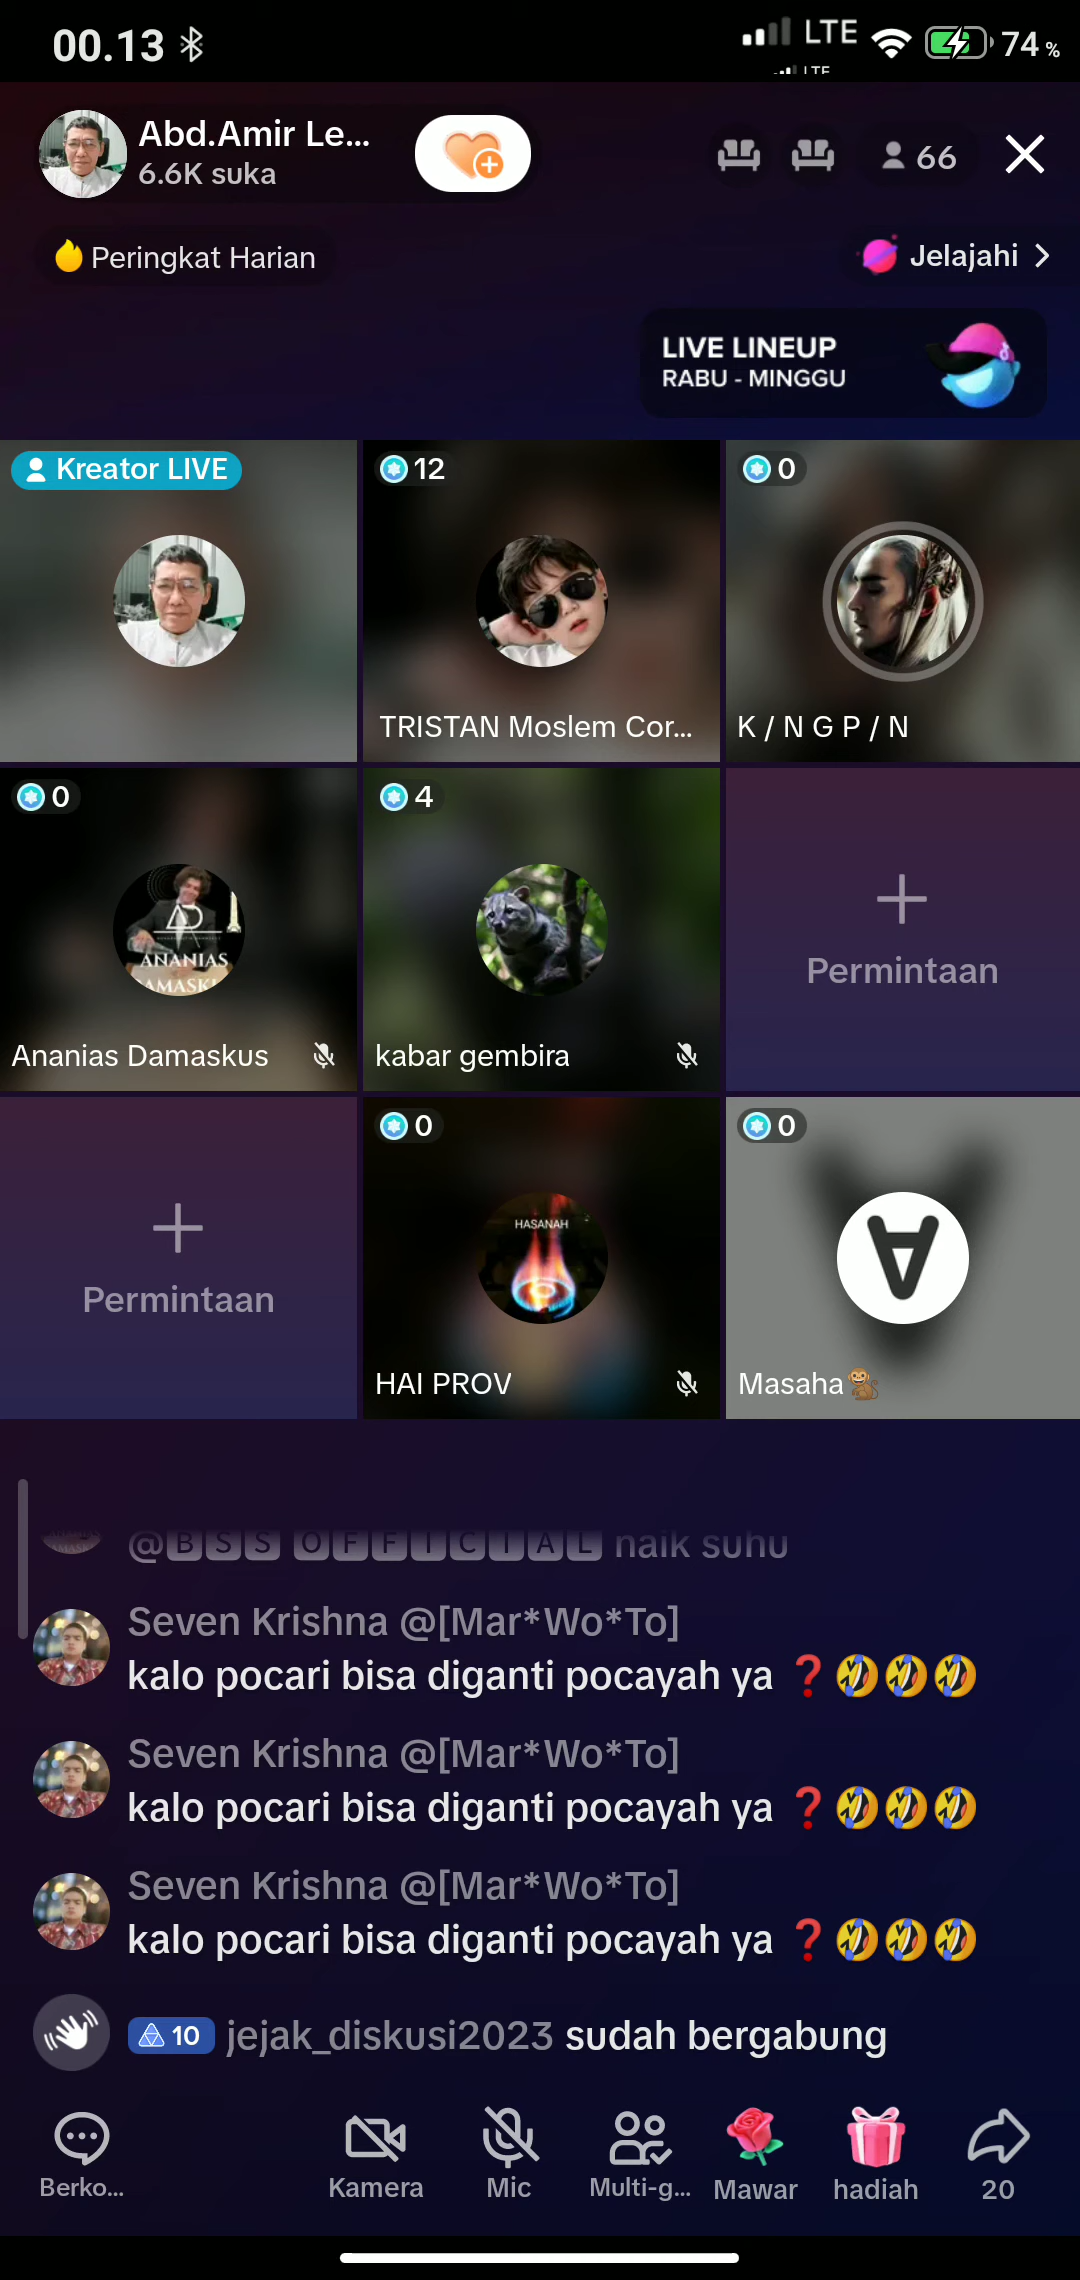 00.13
LTE
74 %
LTE
Abd.Amir Le...
6.6K suka
66
Peringkat Harian
Jelajahi
LIVE LINEUP
RABU - MINGGU
Kreator LIVE
12
0
TRISTAN Moslem Cor...
K / N G P / N
0
4
AD
ANANIAS
Permintaan
Ananias Damaskus
kabar gembira
0
0
HASANAH
Permintaan
HAI PROV
Masaha🐒
@🅱🆂🆂 🅾🅵🅵🅸🅲🅸🅰🅻 naik suhu
Seven Krishna @[Mar*Wo*To]
kalo pocari bisa diganti pocayah ya ❓🤣🤣🤣
Seven Krishna @[Mar*Wo*To]
kalo pocari bisa diganti pocayah ya ❓🤣🤣🤣
Seven Krishna @[Mar*Wo*To]
kalo pocari bisa diganti pocayah ya ❓🤣🤣🤣
10 jejak_diskusi2023 sudah bergabung
Berko...
Kamera
Mic
Multi-g...
Mawar
hadiah
20